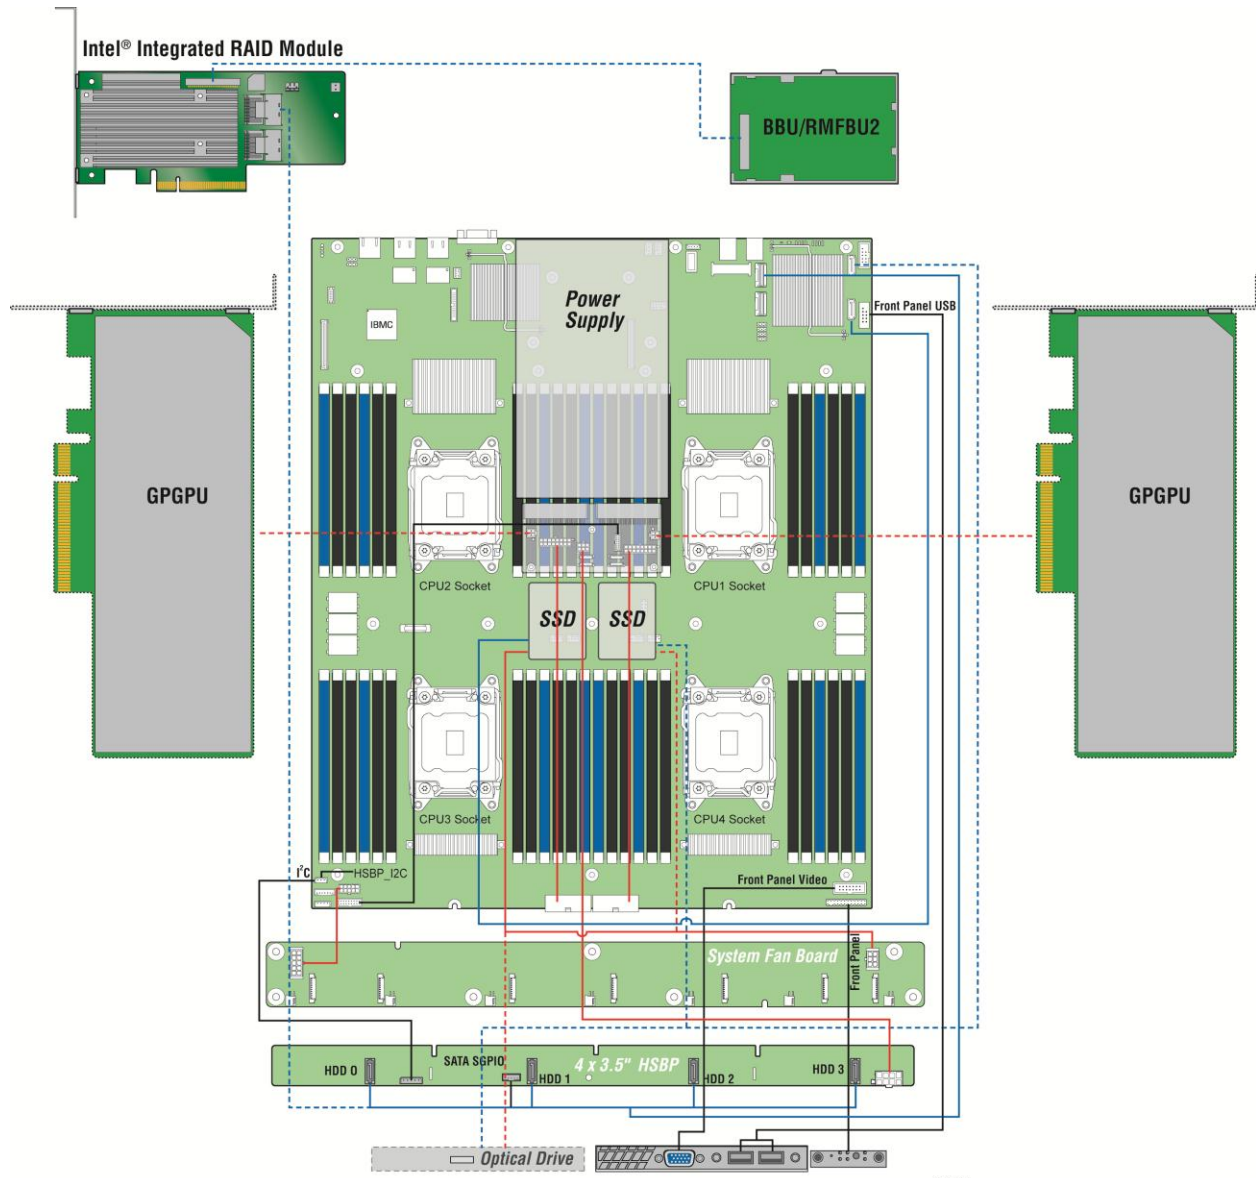 Intel® Integrated RAID Module
BBU/RMFBU2
Power
Supply
Front Panel USB
IBMC
GPGPU
GPGPU
CPU2 Socket
CPU1 Socket
SSD
SSD
CPU3 Socket
CPU4 Socket
I²C
HSBP_I2C
Front Panel Video
Front Panel
System Fan Board
SATA SGPIO
4 x 3.5" HSBP
HDD 0
HDD 1
HDD 2
HDD 3
Optical Drive